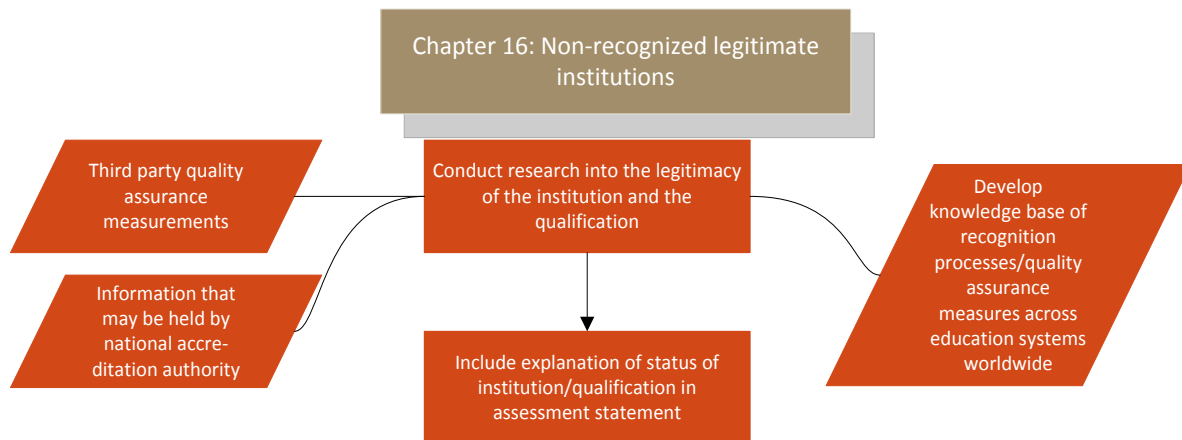 Chapter 16: Non-recognized legitimate
institutions
Third party quality
assurance
measurements
Conduct research into the legitimacy
of the institution and the
qualification
Develop
knowledge base of
recognition
processes/quality
assurance
measures across
education systems
worldwide
Information that
may be held by
national accre-
ditation authority
Include explanation of status of
institution/qualification in
assessment statement